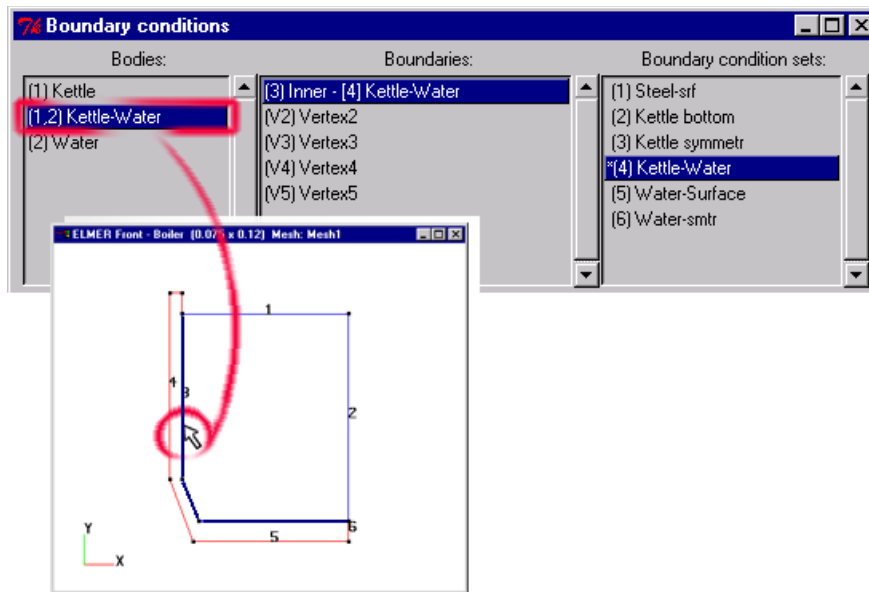 Boundary conditions
Bodies:
Boundaries:
Boundary condition sets:
(1) Kettle
(1,2) Kettle-Water
(2) Water
(3) Inner - [4] Kettle-Water
(V2) Vertex2
(V3) Vertex3
(V4) Vertex4
(V5) Vertex5
(1) Steel-srf
(2) Kettle bottom
(3) Kettle symmetr
*(4) Kettle-Water
(5) Water-Surface
(6) Water-smtr
ELMER Front - Boiler (0.075 x 0.12) Mesh: Mesh1
1
4
3
2
6
5
Y
X